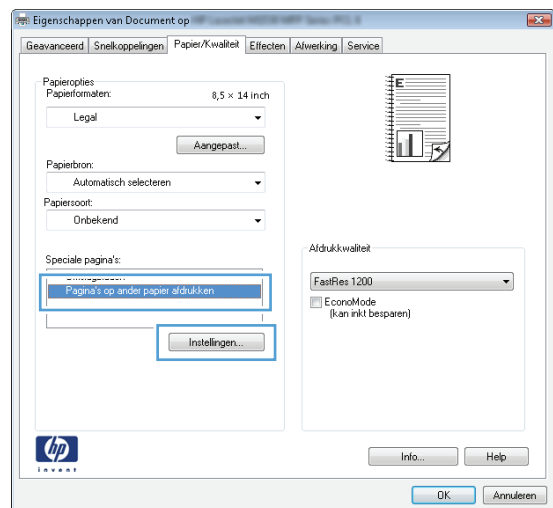 Eigenschappen van Document op
Geavanceerd Snelkoppelingen Papier/Kwaliteit Effecten Afwerking Service
Papieropties
Papierformaten: 8,5 × 14 inch
Legal
Aangepast...
Papierbron:
Automatisch selecteren
Papiersoort:
Onbekend
Speciale pagina's:
Pagina's op ander papier afdrukken
Instellingen...
E
Afdrukkwaliteit
FastRes 1200
EconoMode
(kan inkt besparen)
hp
invent
Info... Help
OK Annuleren